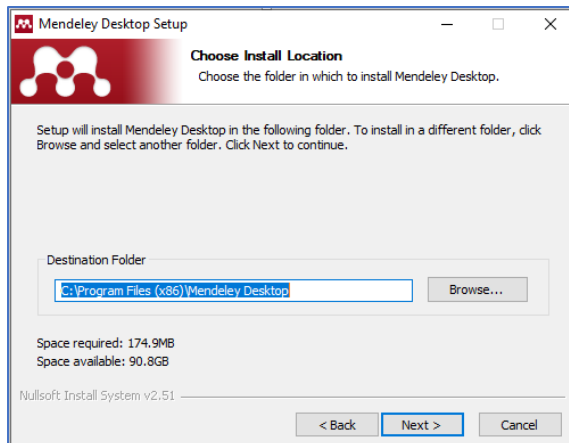 Mendeley Desktop Setup
Choose Install Location
Choose the folder in which to install Mendeley Desktop.
Setup will install Mendeley Desktop in the following folder. To install in a different folder, click
Browse and select another folder. Click Next to continue.
Destination Folder
C:\Program Files (x86)\Mendeley Desktop
Browse...
Space required: 174.9MB
Space available: 90.8GB
Nullsoft Install System v2.51
< Back Next > Cancel